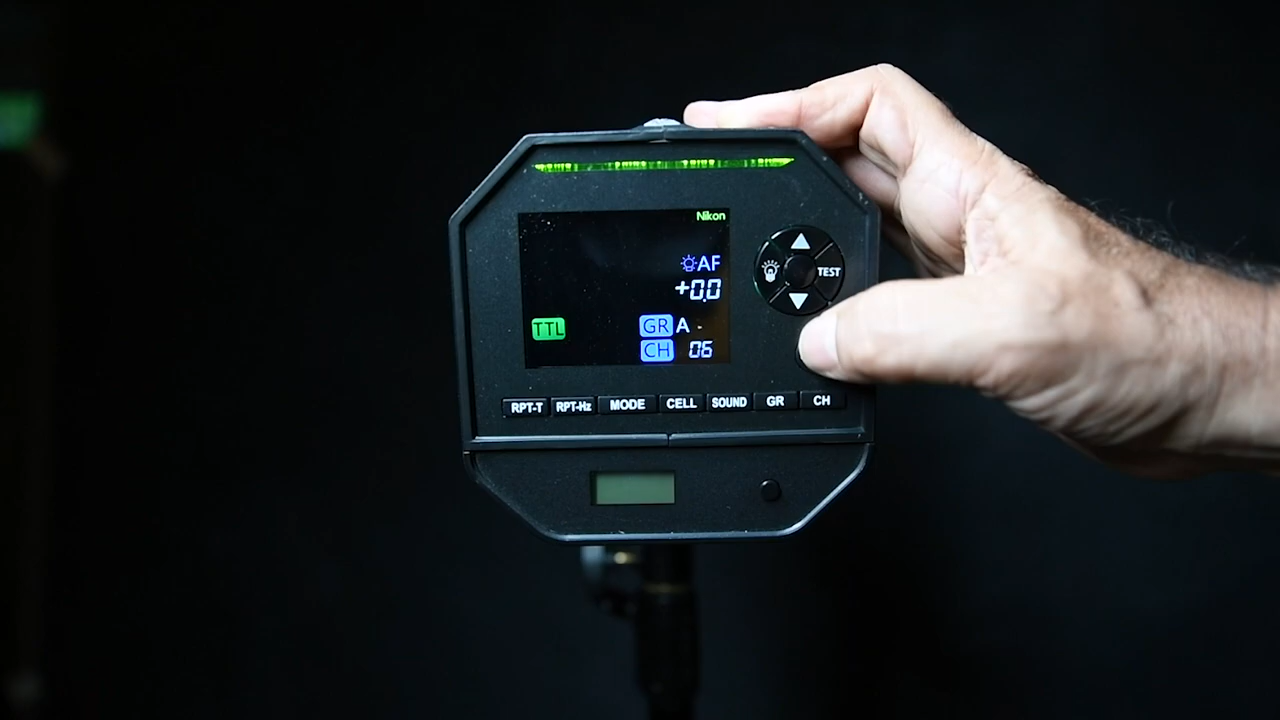 Nikon
AF
+0.0
TTL
GR A -
CH 06
TEST
RPT-T RPT-Hz MODE CELL SOUND GR CH